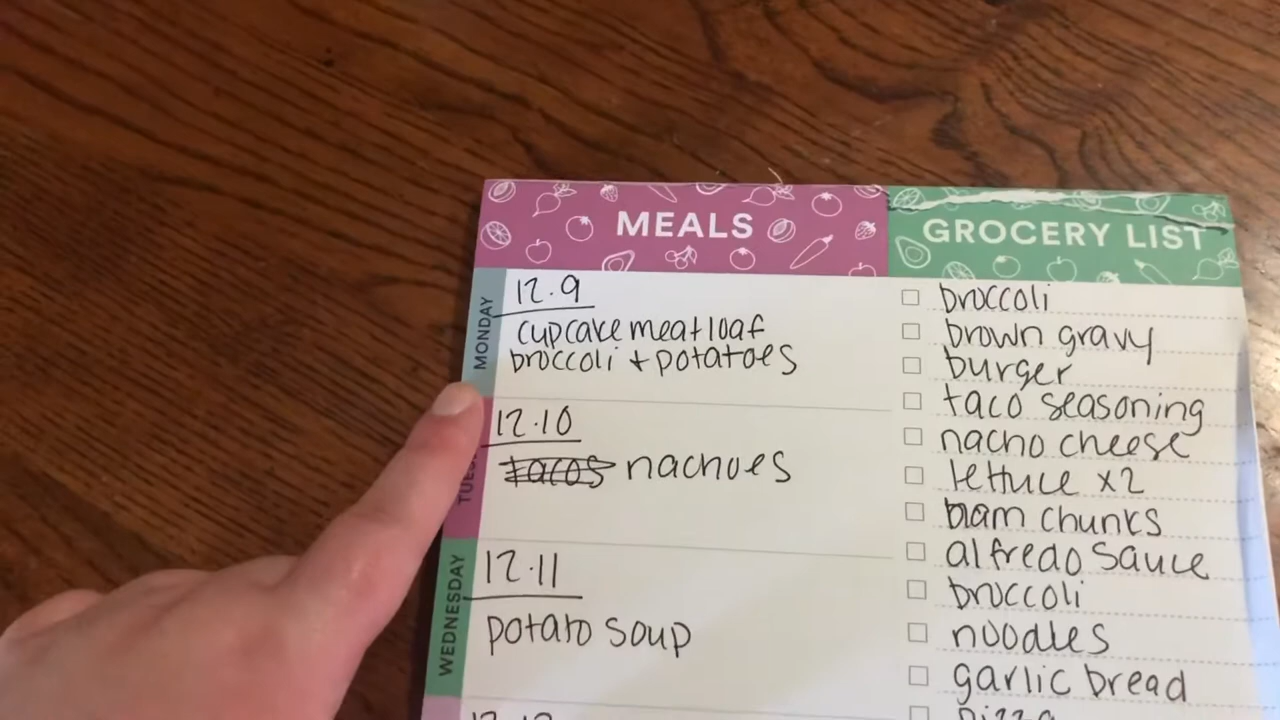 MEALS
GROCERY LIST
MONDAY
12.9
cupcake meatloaf
broccoli + potatoes
12.10
tacos nachoes
WEDNESDAY
12.11
potato soup
broccoli
brown gravy
burger
taco seasoning
nacho cheese
lettuce x2
ham chunks
alfredo sauce
broccoli
noodles
garlic bread
pizza